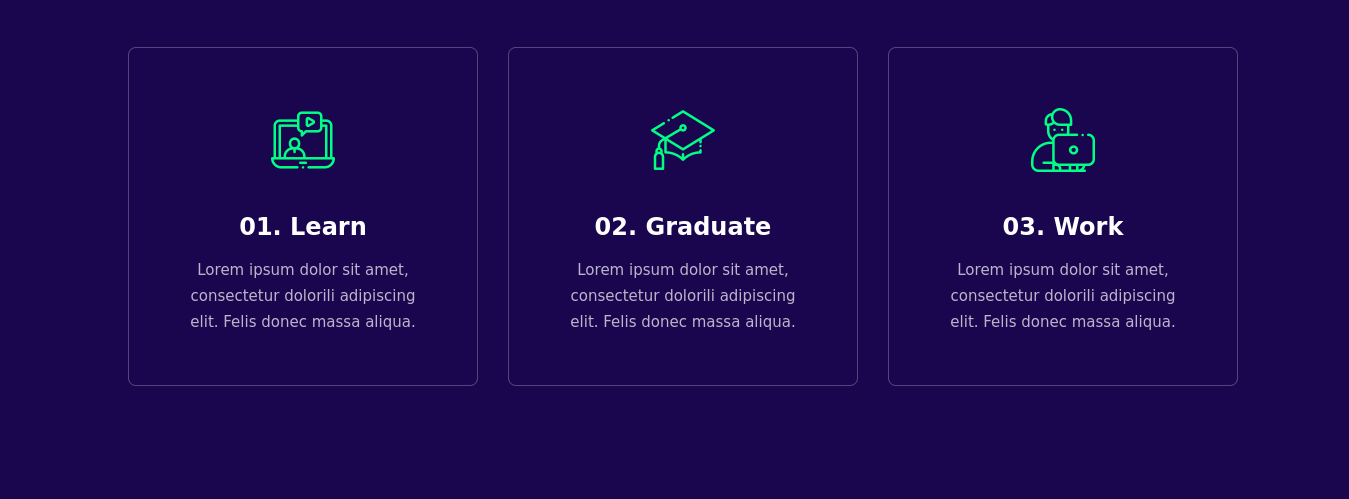 01. Learn
Lorem ipsum dolor sit amet,
consectetur dolorili adipiscing
elit. Felis donec massa aliqua.
02. Graduate
Lorem ipsum dolor sit amet,
consectetur dolorili adipiscing
elit. Felis donec massa aliqua.
03. Work
Lorem ipsum dolor sit amet,
consectetur dolorili adipiscing
elit. Felis donec massa aliqua.